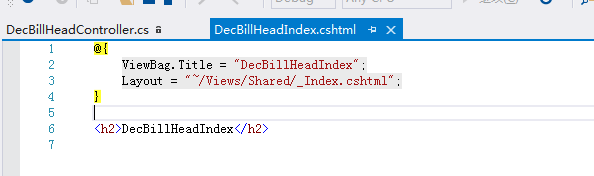 DecBillHeadController.cs
DecBillHeadIndex.cshtml
1 @{
2 ViewBag.Title = "DecBillHeadIndex";
3 Layout = "~/Views/Shared/_Index.cshtml";
4 }
5
6 <h2>DecBillHeadIndex</h2>
7